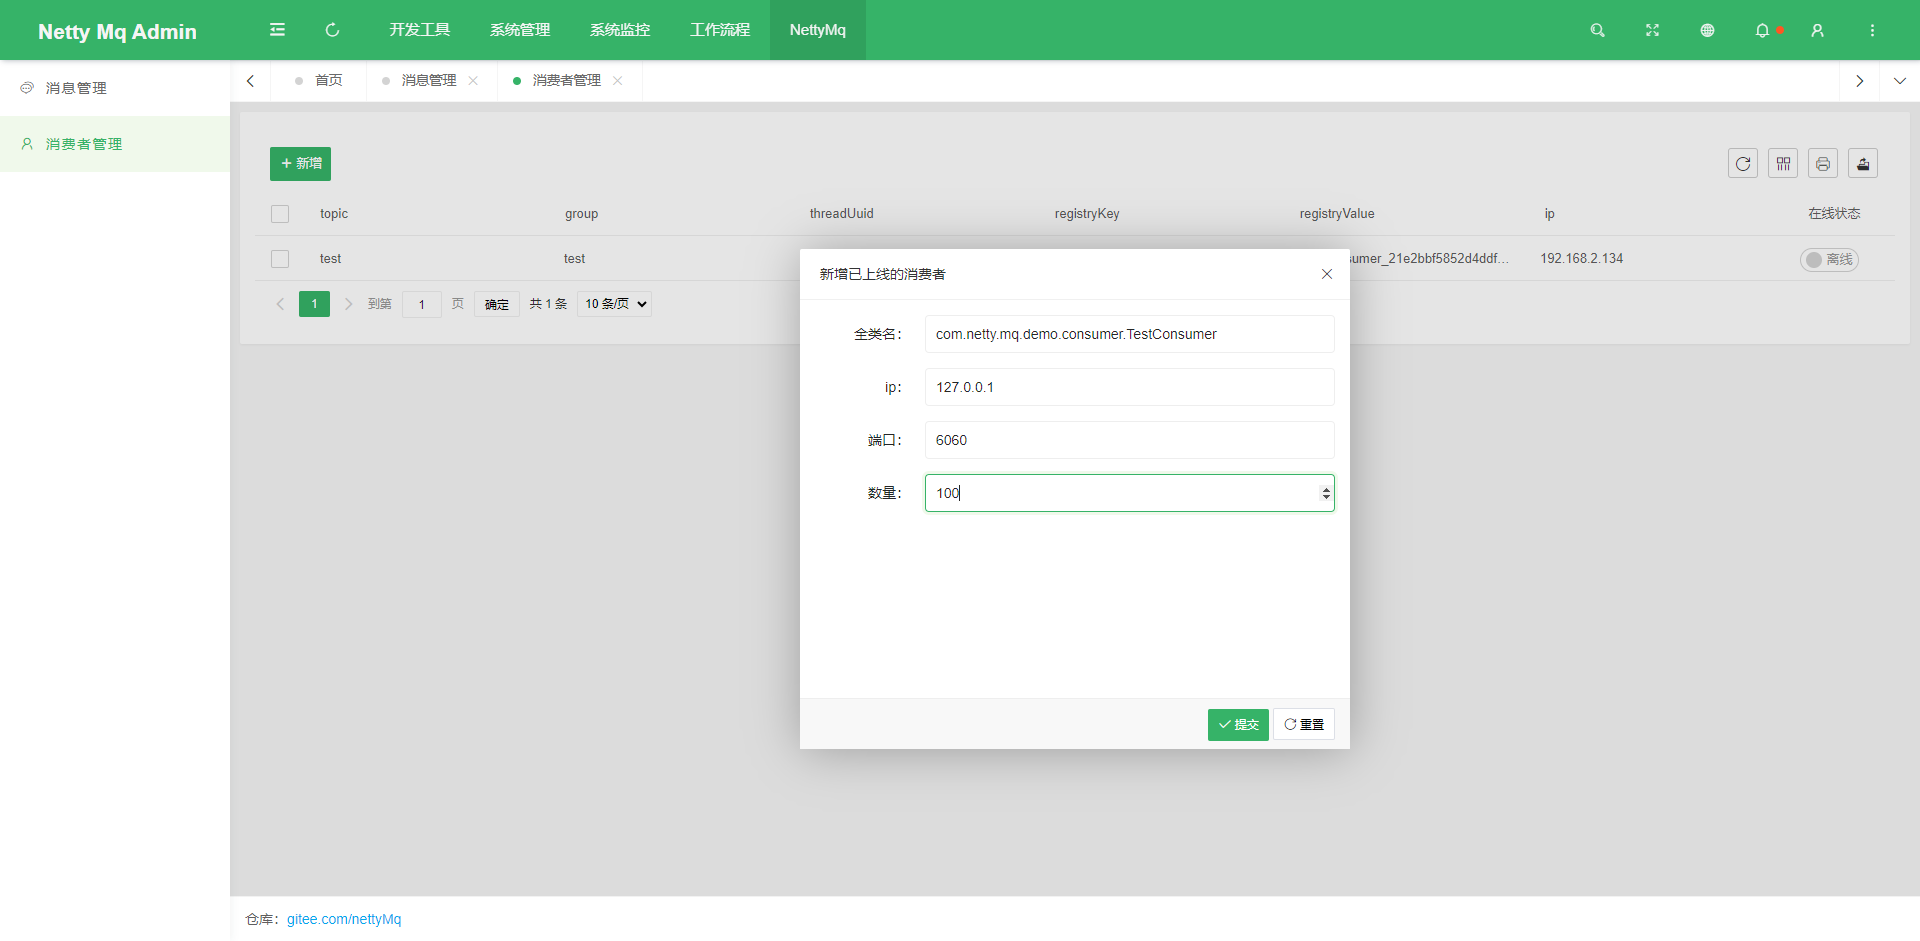 Netty Mq Admin 开发工具 系统管理 系统监控 工作流程 NettyMq
消息管理
消费者管理
首页 消息管理 消费者管理
新增
topic group threadUuid registryKey registryValue ip 在线状态
test test sumer_21e2bbf5852d4ddf... 192.168.2.134 离线
1 到第 1 页 确定 共 1 条 10 条/页
新增已上线的消费者
全类名: com.netty.mq.demo.consumer.TestConsumer
ip: 127.0.0.1
端口: 6060
数量: 100
提交 重置
仓库: gitee.com/nettyMq